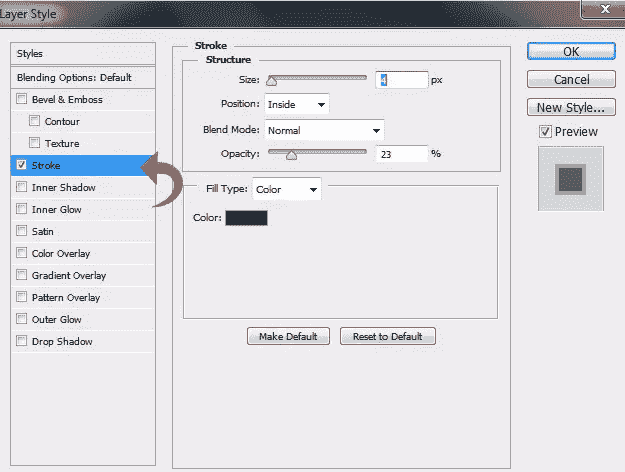 Layer Style
Styles
Blending Options: Default
Bevel & Emboss
Contour
Texture
Stroke
Inner Shadow
Inner Glow
Satin
Color Overlay
Gradient Overlay
Pattern Overlay
Outer Glow
Drop Shadow
Stroke
Structure
Size: 4 px
Position: Inside
Blend Mode: Normal
Opacity: 23 %
Fill Type: Color
Color:
Make Default Reset to Default
OK
Cancel
New Style...
Preview